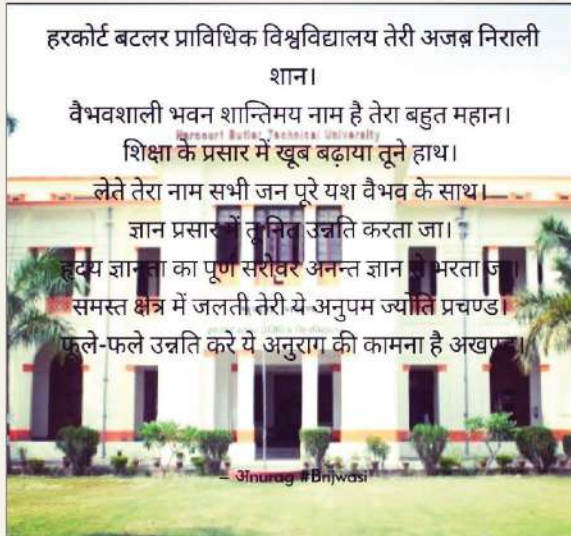 हरकोर्ट बटलर प्राविधिक विश्वविद्यालय तेरी अजब़ निराली
शान।
वैभवशाली भवन शान्तिमय नाम है तेरा बहुत महान।
Harcourt Butler Technical University
शिक्षा के प्रसार में खूब बढ़ाया तूने हाथ।
लेते तेरा नाम सभी जन पूरे यश वैभव के साथ।
ज्ञान प्रसार में तू नित उन्नति करता जा।
हृदय ज्ञानता का पूर्ण सरोवर अनन्त ज्ञान से भरता जा।
समस्त क्षेत्र में जलती तेरी ये अनुपम ज्योति प्रचण्ड।
फूले-फले उन्नति करे ये अनुराग की कामना है अखण्ड।
– अnurag #Brijwasi